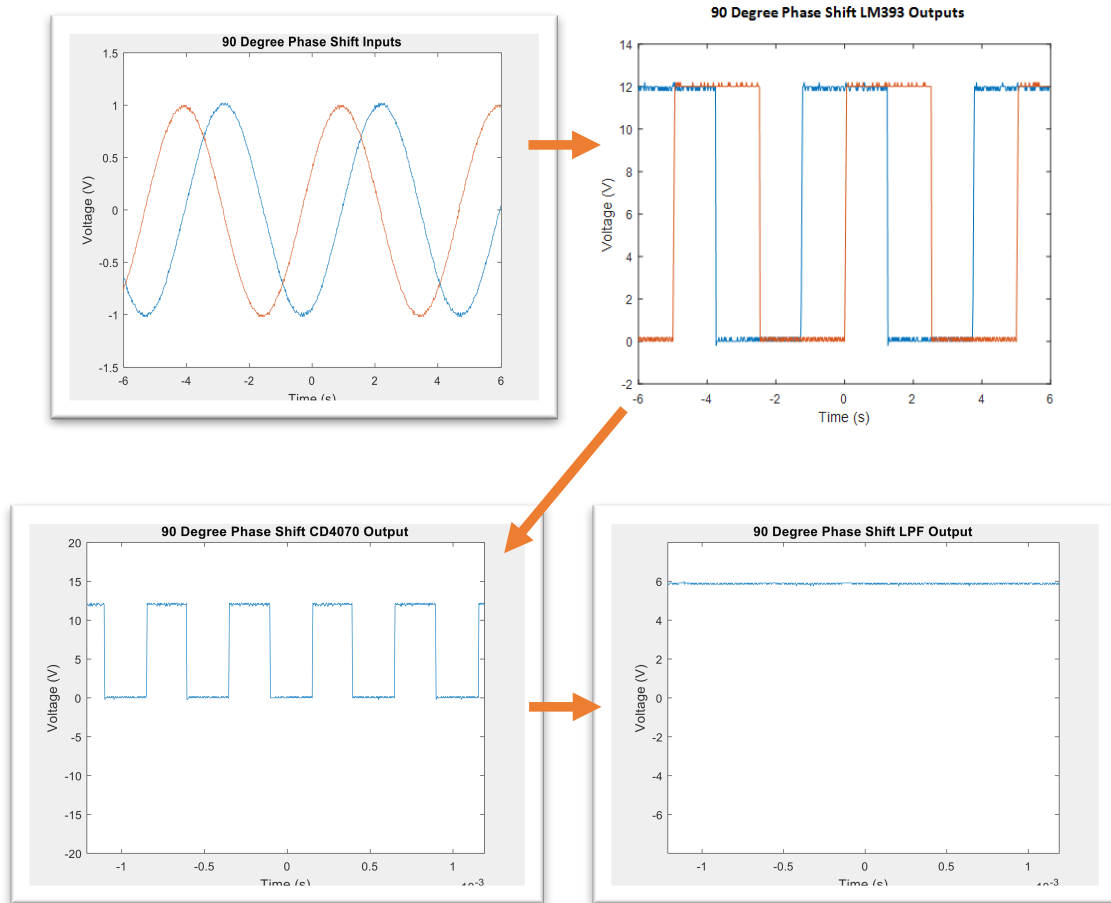 90 Degree Phase Shift Inputs
1.5
1
0.5
0
-0.5
-1
-1.5
Voltage (V)
-6 -4 -2 0 2 4 6
Time (s)
90 Degree Phase Shift LM393 Outputs
14
12
10
8
6
4
2
0
-2
Voltage (V)
-6 -4 -2 0 2 4 6
Time (s)
90 Degree Phase Shift CD4070 Output
20
15
10
5
0
-5
-10
-15
-20
Voltage (V)
-1 -0.5 0 0.5 1
Time (s)
10-3
90 Degree Phase Shift LPF Output
6
4
2
0
-2
-4
-6
Voltage (V)
-1 -0.5 0 0.5 1
Time (s)
10-3